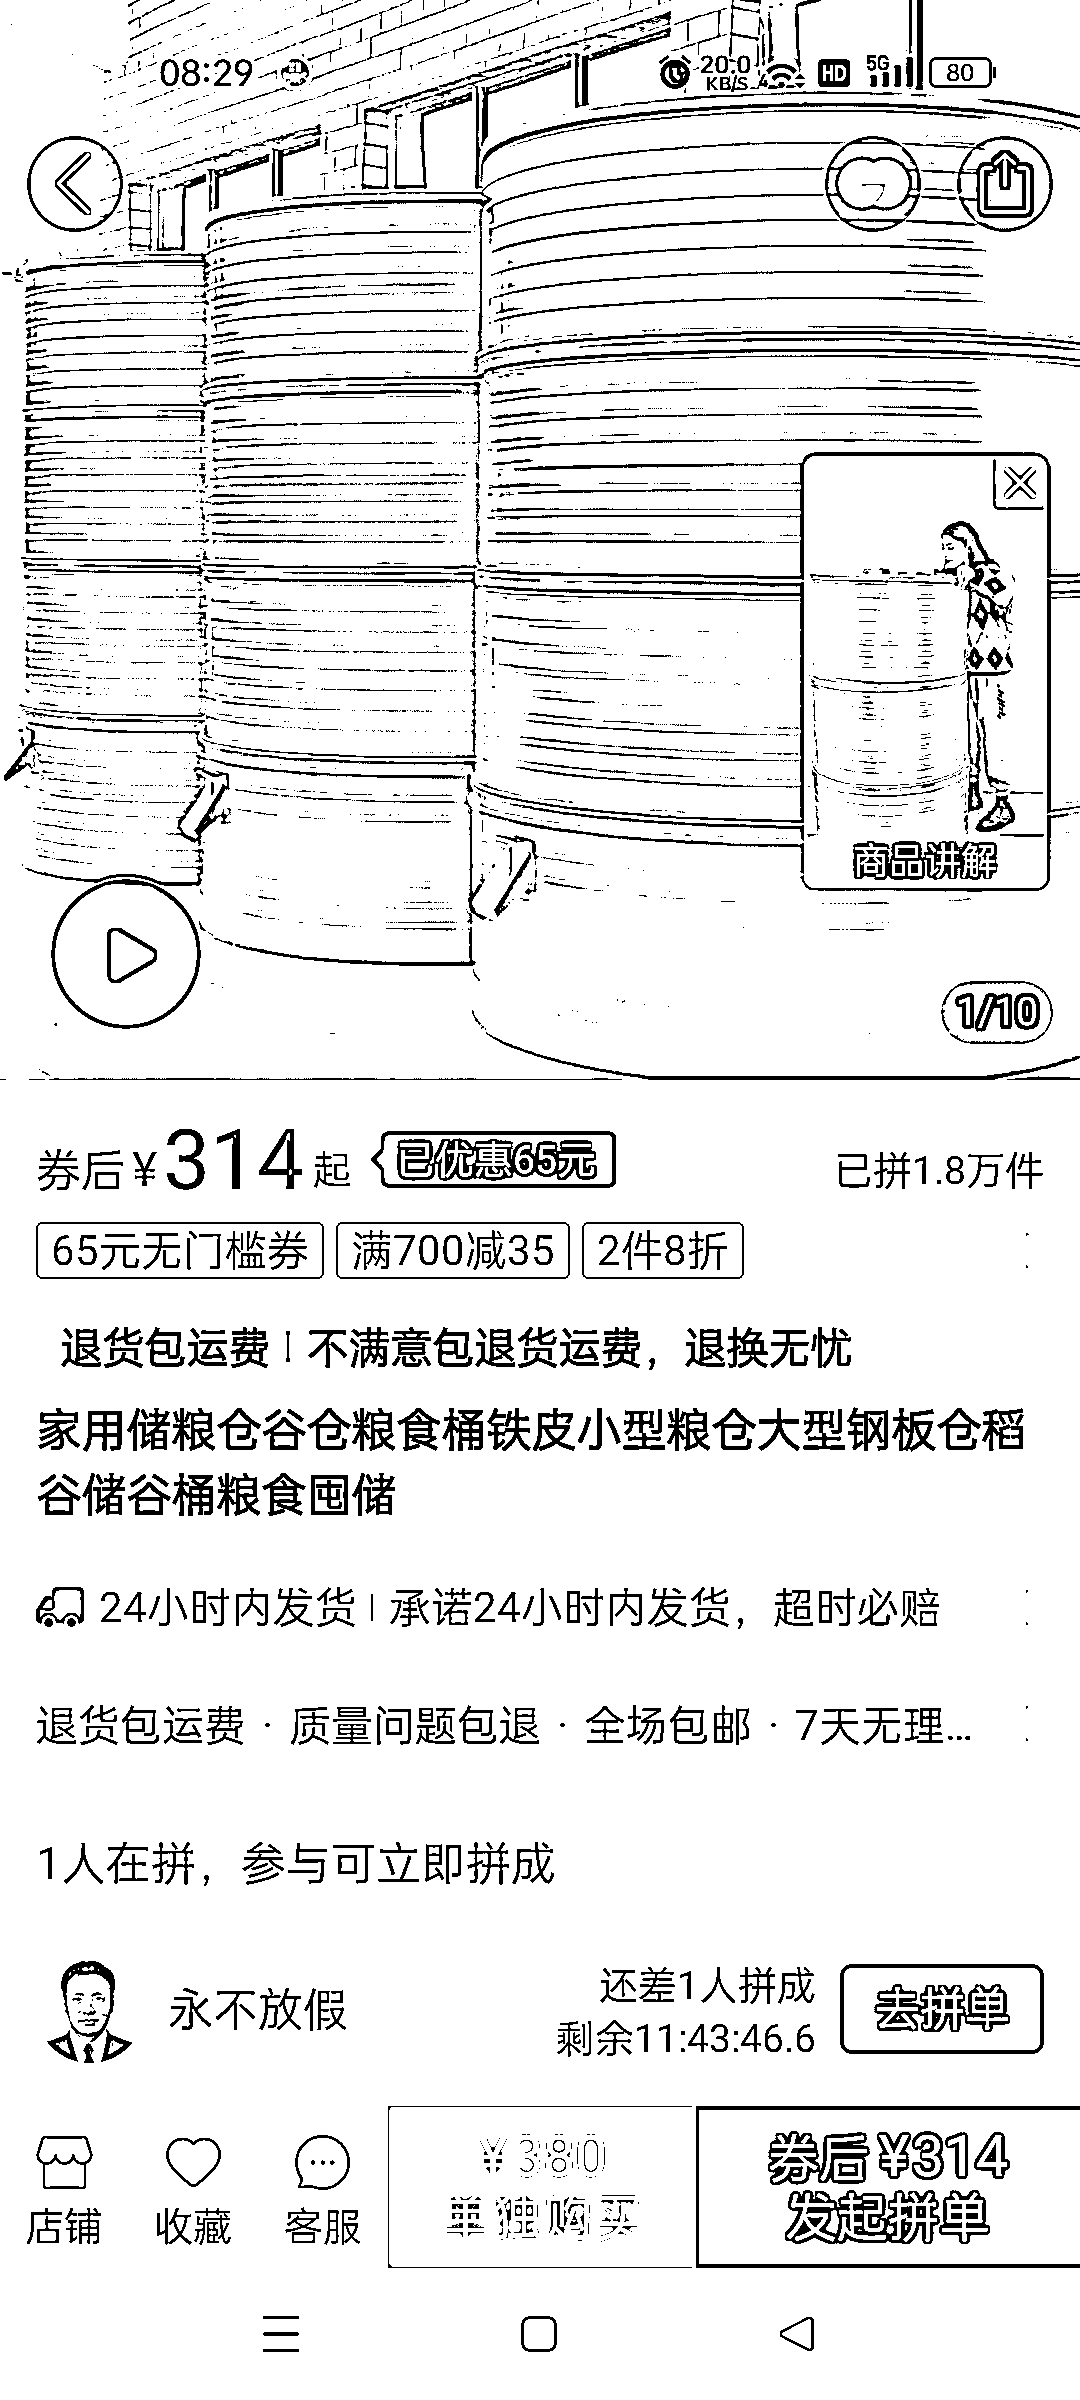 08:29
20.0 KB/S HD 5G 80
商品讲解
1/10
券后¥314起 已优惠65元 已拼1.8万件
65元无门槛券 满700减35 2件8折
退货包运费 | 不满意包退货运费，退换无忧
家用储粮仓谷仓粮食桶铁皮小型粮仓大型钢板仓稻
谷储谷桶粮食囤储
24小时内发货 | 承诺24小时内发货，超时必赔
退货包运费 · 质量问题包退 · 全场包邮 · 7天无理...
1人在拼，参与可立即拼成
永不放假
还差1人拼成
剩余11:43:46.6
去拼单
店铺 收藏 客服
¥380
单独购买
券后¥314
发起拼单